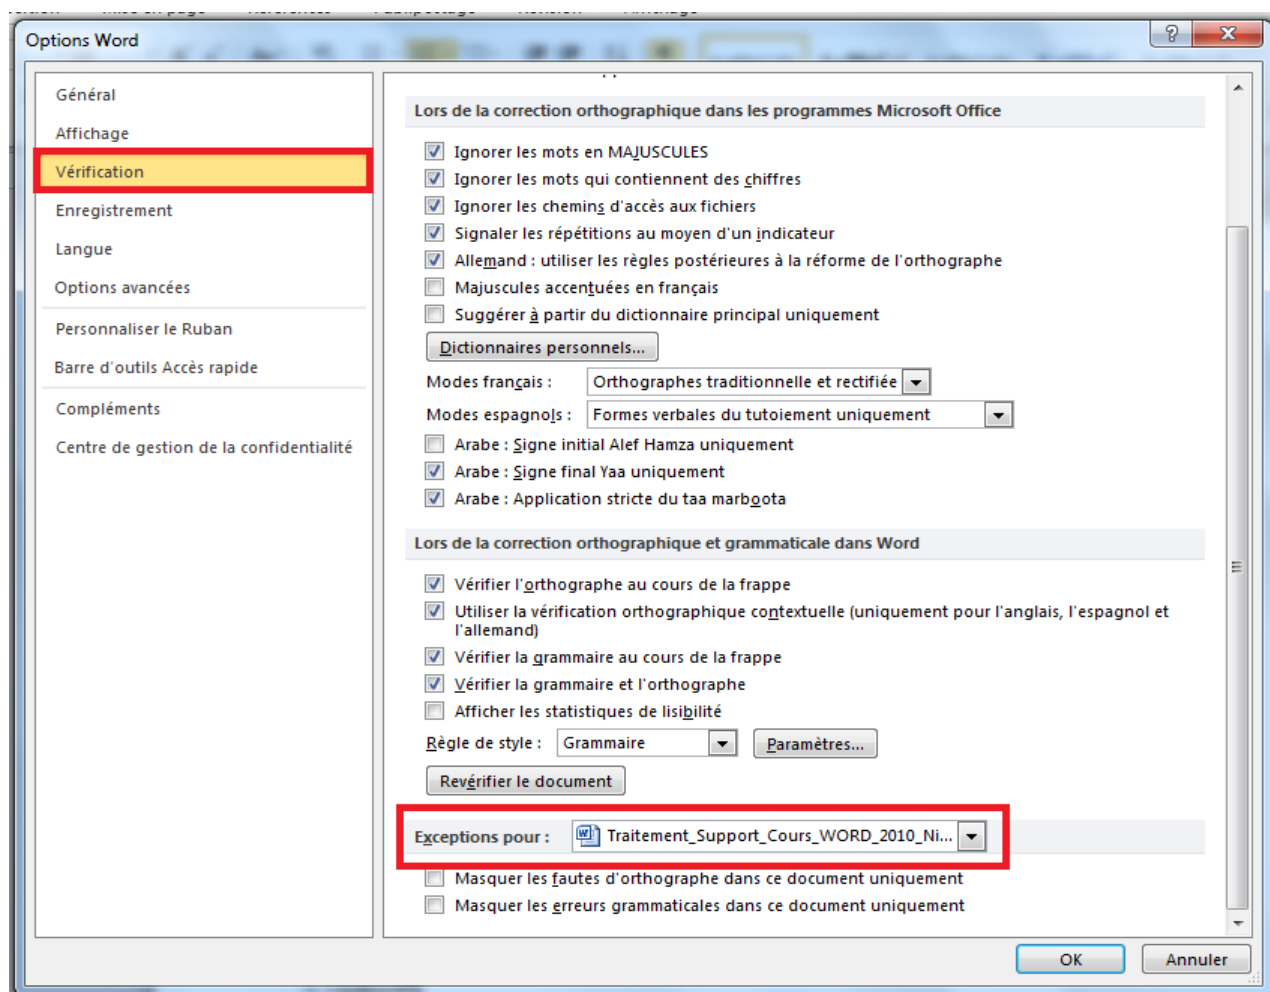 Options Word
Général
Affichage
Vérification
Enregistrement
Langue
Options avancées
Personnaliser le Ruban
Barre d'outils Accès rapide
Compléments
Centre de gestion de la confidentialité
Lors de la correction orthographique dans les programmes Microsoft Office
Ignorer les mots en MAJUSCULES
Ignorer les mots qui contiennent des chiffres
Ignorer les chemins d'accès aux fichiers
Signaler les répétitions au moyen d'un indicateur
Allemand : utiliser les règles postérieures à la réforme de l'orthographe
Majuscules accentuées en français
Suggérer à partir du dictionnaire principal uniquement
Dictionnaires personnels...
Modes français : Orthographes traditionnelle et rectifiée
Modes espagnols : Formes verbales du tutoiement uniquement
Arabe : Signe initial Alef Hamza uniquement
Arabe : Signe final Yaa uniquement
Arabe : Application stricte du taa marboota
Lors de la correction orthographique et grammaticale dans Word
Vérifier l'orthographe au cours de la frappe
Utiliser la vérification orthographique contextuelle (uniquement pour l'anglais, l'espagnol et
l'allemand)
Vérifier la grammaire au cours de la frappe
Vérifier la grammaire et l'orthographe
Afficher les statistiques de lisibilité
Règle de style : Grammaire Paramètres...
Revérifier le document
Exceptions pour : Traitement_Support_Cours_WORD_2010_Ni...
Masquer les fautes d'orthographe dans ce document uniquement
Masquer les erreurs grammaticales dans ce document uniquement
OK Annuler